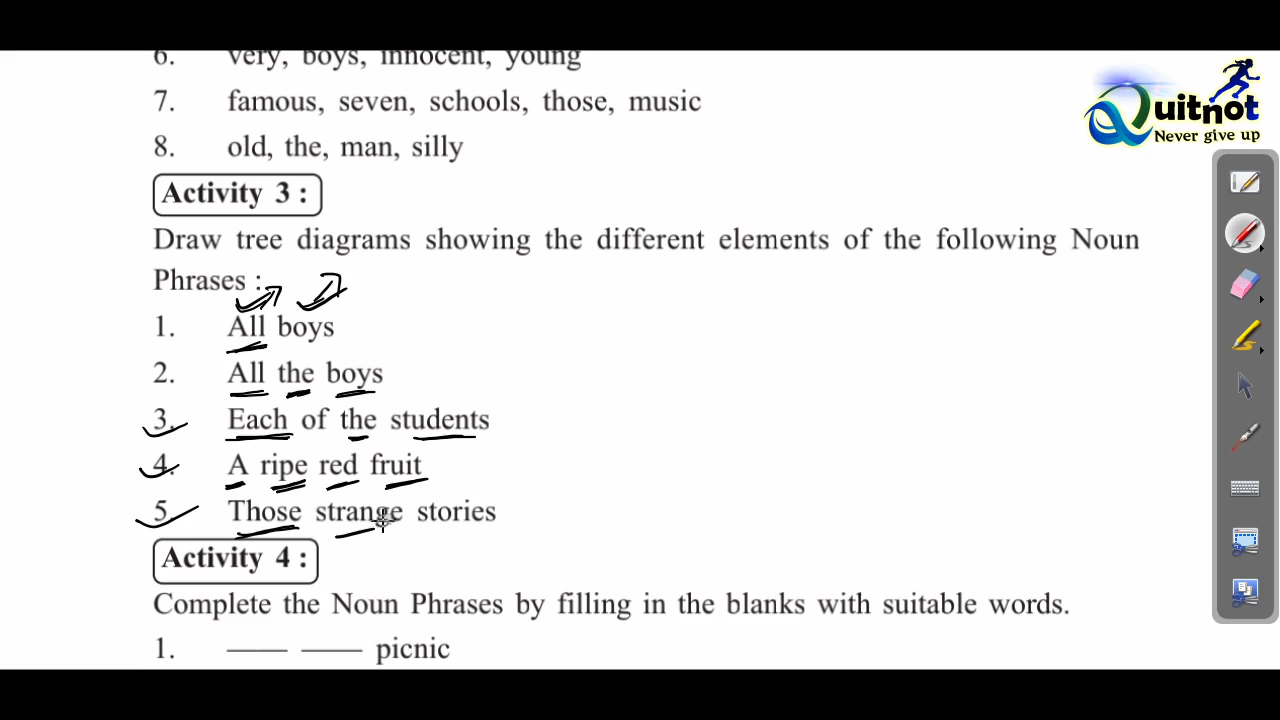 6. very, boys, innocent, young
7. famous, seven, schools, those, music
8. old, the, man, silly
Quitnot
Never give up
Activity 3 :
Draw tree diagrams showing the different elements of the following Noun
Phrases :
1. All boys
2. All the boys
3. Each of the students
4. A ripe red fruit
5. Those strange stories
Activity 4 :
Complete the Noun Phrases by filling in the blanks with suitable words.
1. —— —— picnic